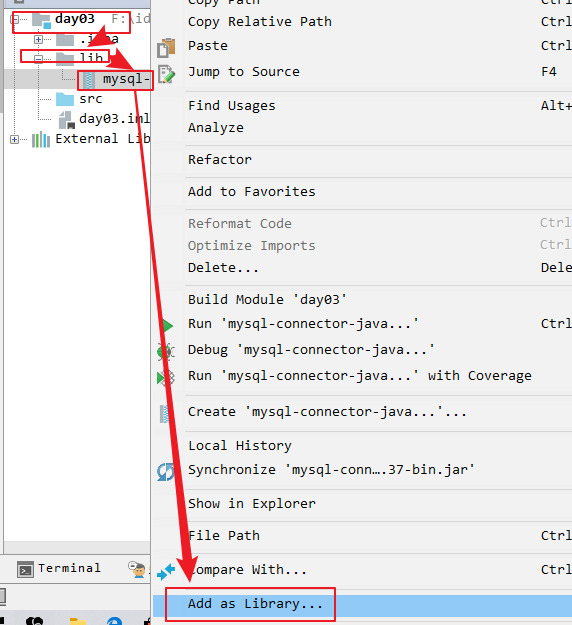 day03 F:\id
lib
mysql-
src
day03.iml
External Lib
Terminal
Copy Relative Path Ctrl
Paste Ctrl
Jump to Source F4
Find Usages Alt+
Analyze
Refactor
Add to Favorites
Reformat Code Ctrl
Optimize Imports Ctrl
Delete... Dele
Build Module 'day03'
Run 'mysql-connector-java...' Ctrl
Debug 'mysql-connector-java...'
Run 'mysql-connector-java...' with Coverage
Create 'mysql-connector-java...'...
Local History
Synchronize 'mysql-conn….37-bin.jar'
Show in Explorer
File Path Ctrl
Compare With... Ctrl
Add as Library...